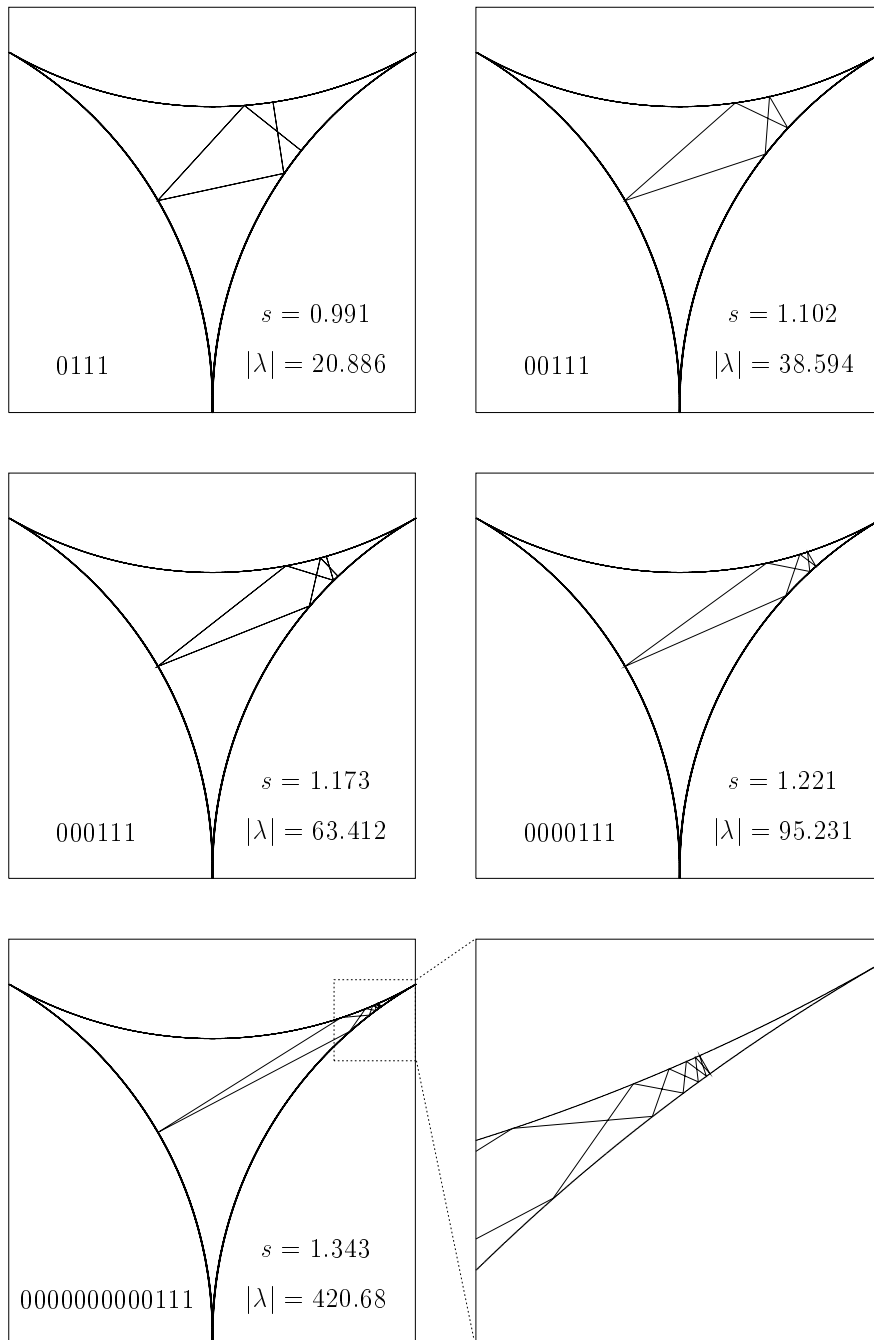 s = 0.991
0111
|λ| = 20.886
s = 1.102
00111
|λ| = 38.594
s = 1.173
000111
|λ| = 63.412
s = 1.221
0000111
|λ| = 95.231
s = 1.343
0000000000111
|λ| = 420.68